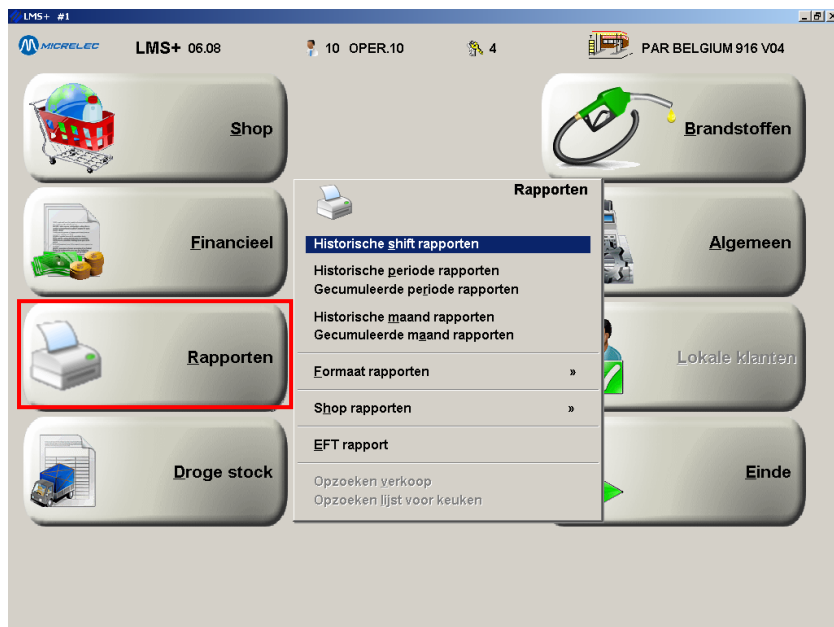 LMS+ #1
MICRELEC LMS+ 06.08 10 OPER.10 4 PAR BELGIUM 916 V04
Shop
Brandstoffen
Financieel
Algemeen
Rapporten
Lokale klanten
Droge stock
Einde
Rapporten
Historische shift rapporten
Historische periode rapporten
Gecumuleerde periode rapporten
Historische maand rapporten
Gecumuleerde maand rapporten
Formaat rapporten »
Shop rapporten »
EFT rapport
Opzoeken verkoop
Opzoeken lijst voor keuken